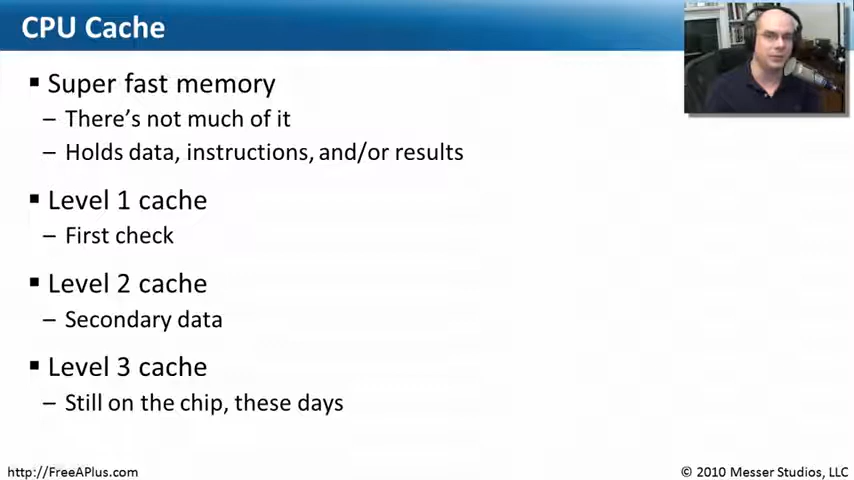 CPU Cache
▪ Super fast memory
– There's not much of it
– Holds data, instructions, and/or results
▪ Level 1 cache
– First check
▪ Level 2 cache
– Secondary data
▪ Level 3 cache
– Still on the chip, these days
http://FreeAPlus.com
© 2010 Messer Studios, LLC